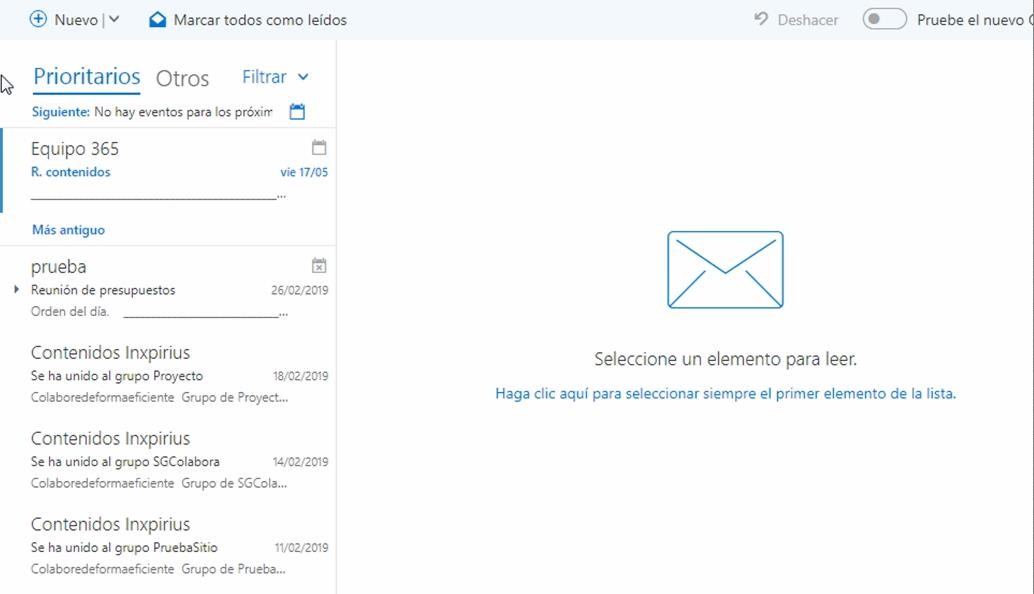 Nuevo | Marcar todos como leídos Deshacer Pruebe el nuevo
Prioritarios Otros Filtrar
Siguiente: No hay eventos para los próxim
Equipo 365
R. contenidos vie 17/05
...
Más antiguo
prueba
Reunión de presupuestos 26/02/2019
Orden del día. ...
Contenidos Inxpirius
Se ha unido al grupo Proyecto 18/02/2019
Colaboredeformaeficiente Grupo de Proyect...
Contenidos Inxpirius
Se ha unido al grupo SGColabora 14/02/2019
Colaboredeformaeficiente Grupo de SGCola...
Contenidos Inxpirius
Se ha unido al grupo PruebaSitio 11/02/2019
Colaboredeformaeficiente Grupo de Prueba...
Seleccione un elemento para leer.
Haga clic aquí para seleccionar siempre el primer elemento de la lista.